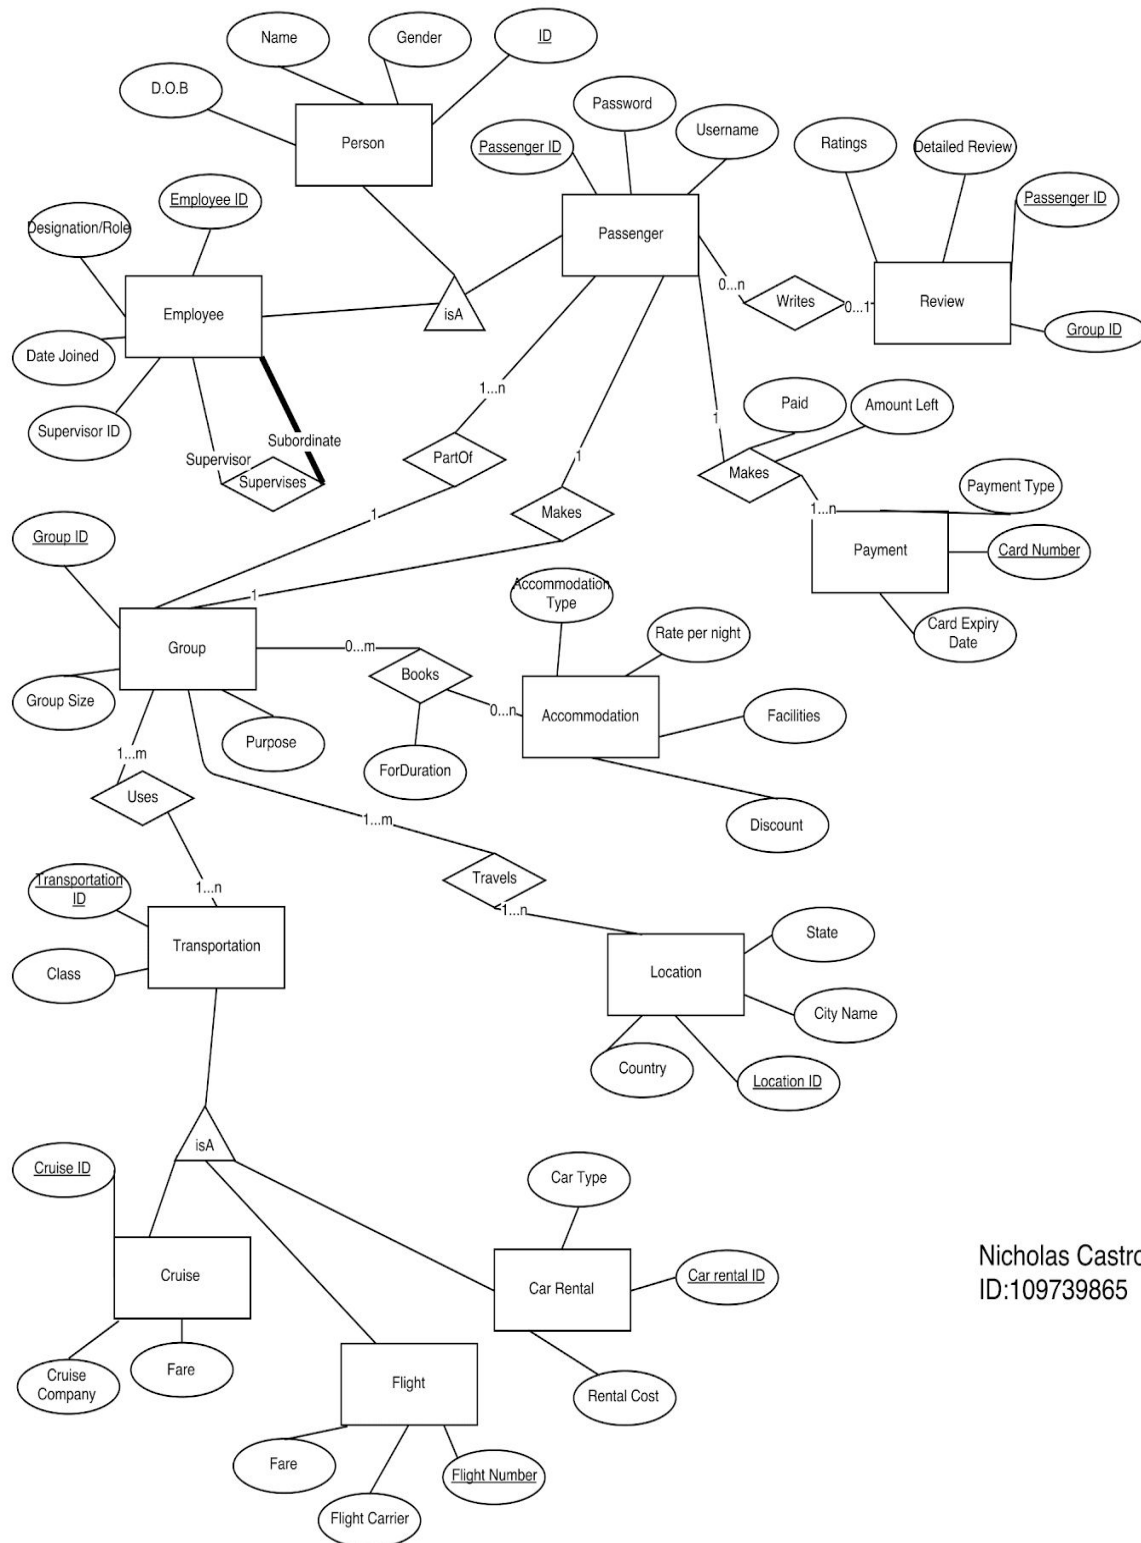 Name
Gender
ID
D.O.B
Person
Password
Username
Passenger ID
Ratings
Detailed Review
Passenger ID
Employee ID
Designation/Role
Passenger
Employee
isA
0...n
Writes
0...1
Review
Group ID
Date Joined
Supervisor ID
Supervisor
Subordinate
Supervises
1...n
PartOf
1
Makes
1
Paid
Amount Left
1
Makes
1...n
Payment Type
Payment
Card Number
Card Expiry
Date
Group ID
1
Group
Group Size
Purpose
0...m
Books
0...n
ForDuration
Accommodation
Type
Rate per night
Accommodation
Facilities
Discount
1...m
Uses
1...n
1...m
Travels
1...n
Transportation
ID
Transportation
Class
Location
State
City Name
Country
Location ID
isA
Cruise ID
Cruise
Cruise
Company
Fare
Car Type
Car Rental
Car rental ID
Rental Cost
Flight
Fare
Flight Carrier
Flight Number
Nicholas Castro
ID:109739865